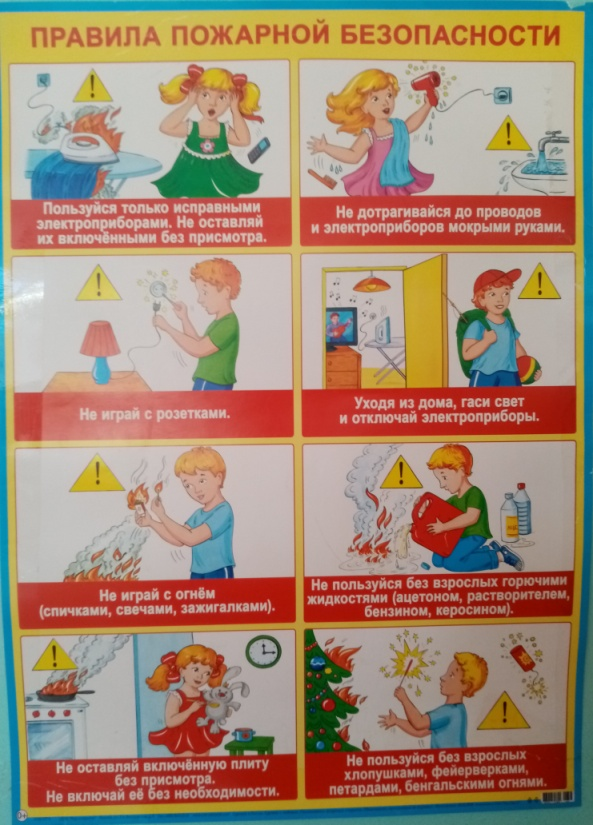 ПРАВИЛА ПОЖАРНОЙ БЕЗОПАСНОСТИ
Пользуйся только исправными
электроприборами. Не оставляй
их включёнными без присмотра.
Не дотрагивайся до проводов
и электроприборов мокрыми руками.
Не играй с розетками.
Уходя из дома, гаси свет
и отключай электроприборы.
Не играй с огнём
(спичками, свечами, зажигалками).
Не пользуйся без взрослых горючими
жидкостями (ацетоном, растворителем,
бензином, керосином).
Не оставляй включённую плиту
без присмотра.
Не включай её без необходимости.
Не пользуйся без взрослых
хлопушками, фейерверками,
петардами, бенгальскими огнями.